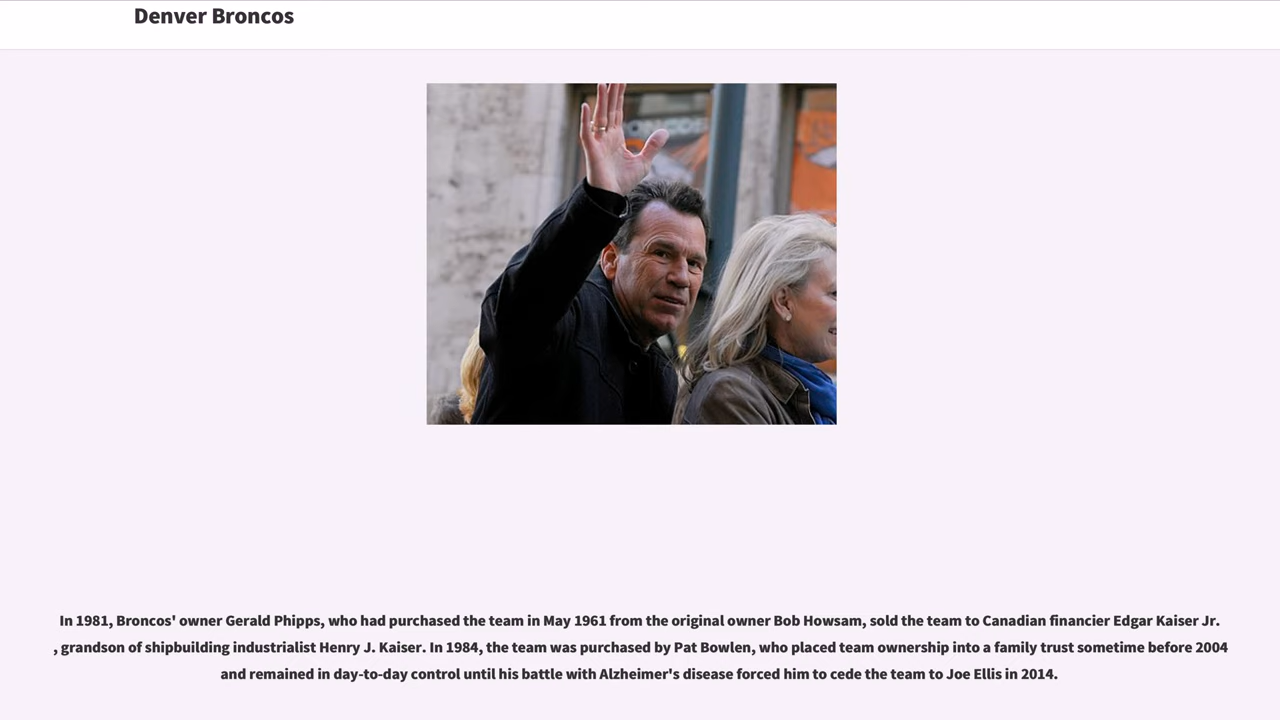 Denver Broncos
In 1981, Broncos' owner Gerald Phipps, who had purchased the team in May 1961 from the original owner Bob Howsam, sold the team to Canadian financier Edgar Kaiser Jr.
, grandson of shipbuilding industrialist Henry J. Kaiser. In 1984, the team was purchased by Pat Bowlen, who placed team ownership into a family trust sometime before 2004
and remained in day-to-day control until his battle with Alzheimer's disease forced him to cede the team to Joe Ellis in 2014.